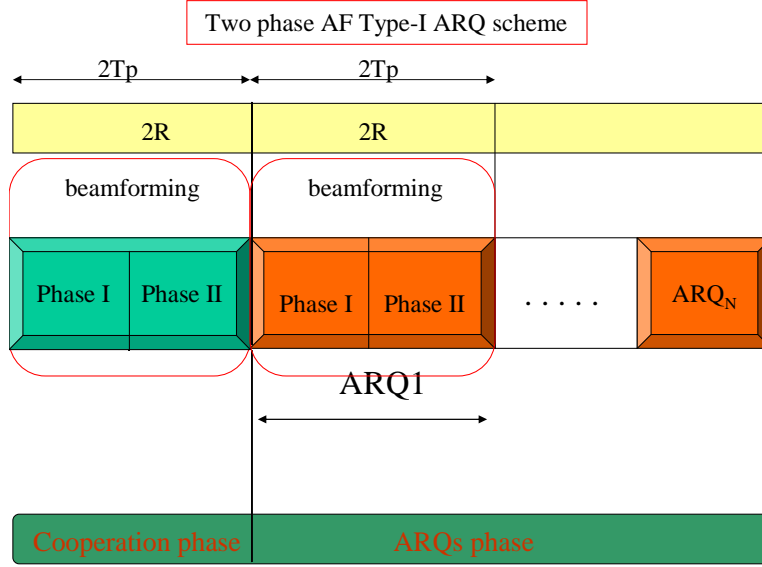 Two phase AF Type-I ARQ scheme
2Tp 2Tp
2R 2R
beamforming beamforming
Phase I Phase II Phase I Phase II . . . . . ARQN
ARQ1
Cooperation phase ARQs phase